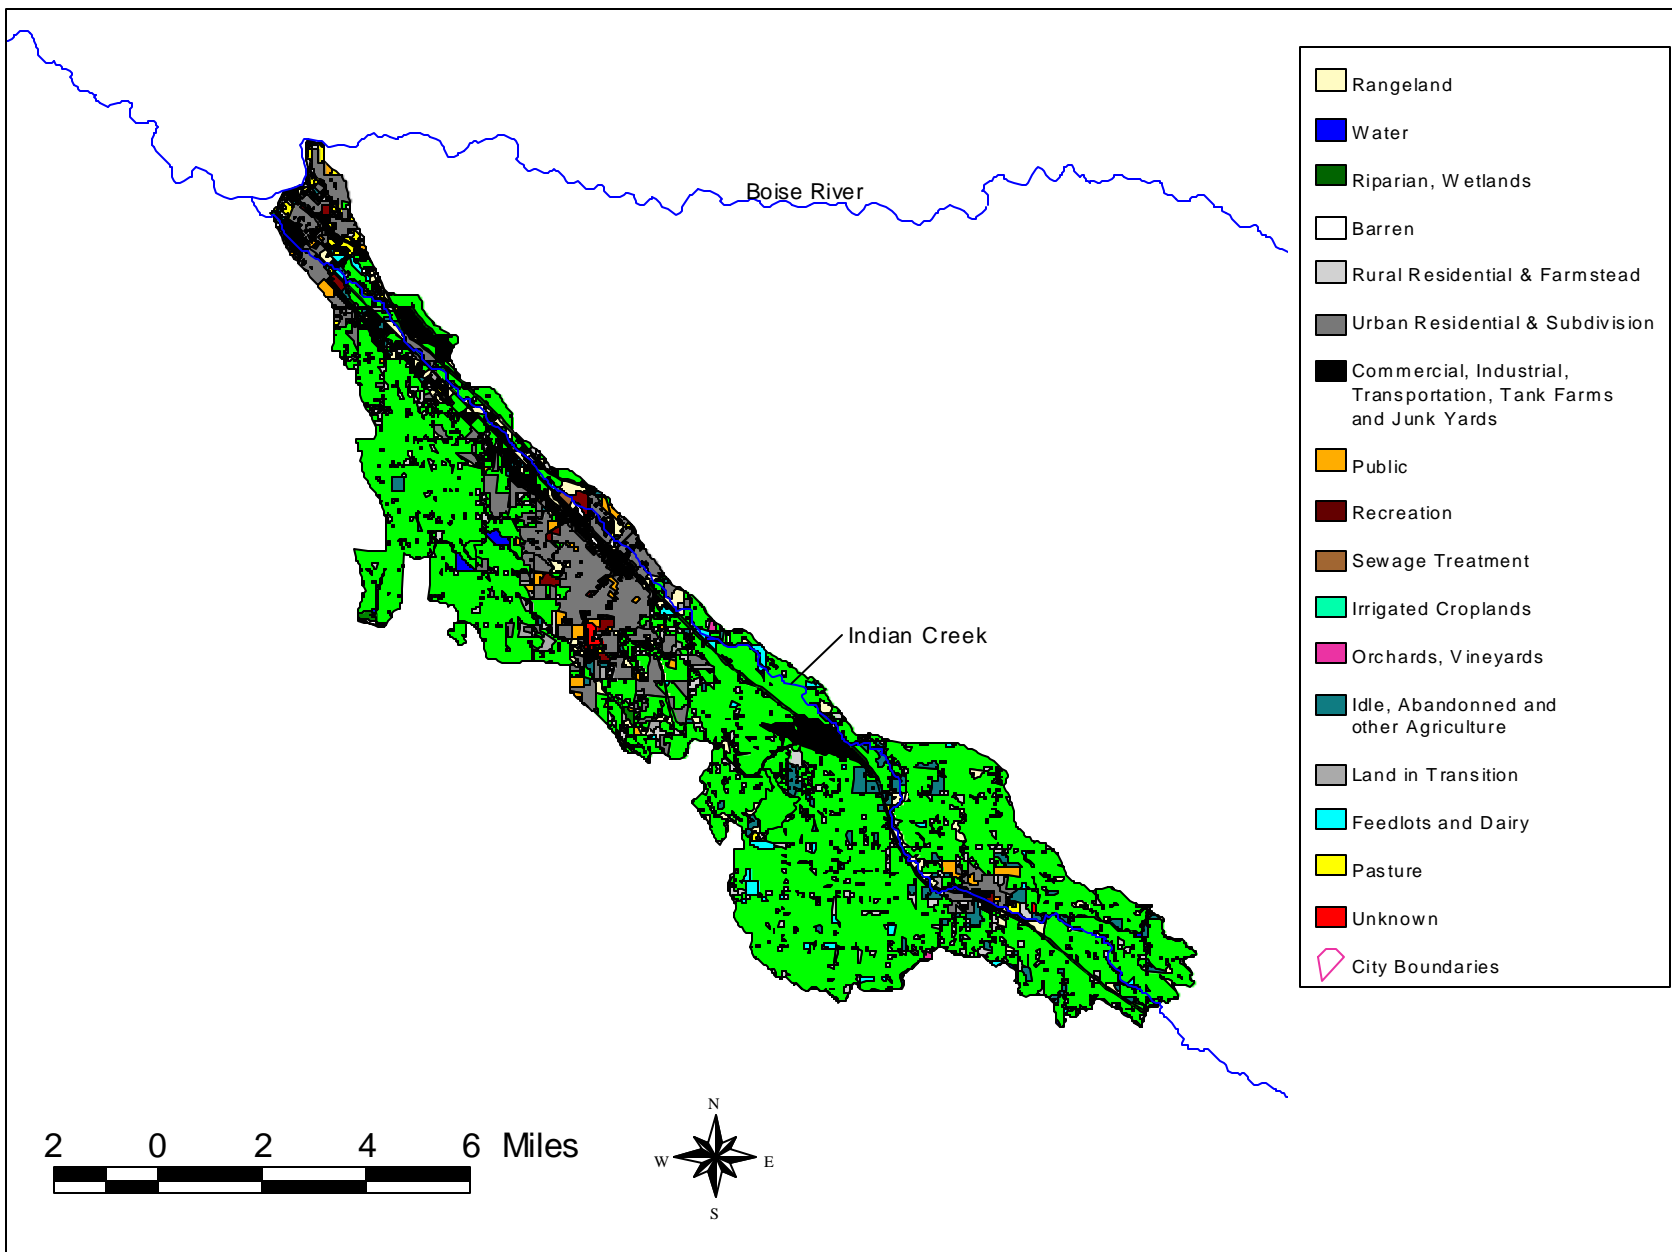 Rangeland
Water
Riparian, Wetlands
Barren
Rural Residential & Farmstead
Urban Residential & Subdivision
Commercial, Industrial,
Transportation, Tank Farms
and Junk Yards
Public
Recreation
Sewage Treatment
Irrigated Croplands
Orchards, Vineyards
Idle, Abandonned and
other Agriculture
Land in Transition
Feedlots and Dairy
Pasture
Unknown
City Boundaries
Boise River
Indian Creek
2 0 2 4 6 Miles
N
W E
S